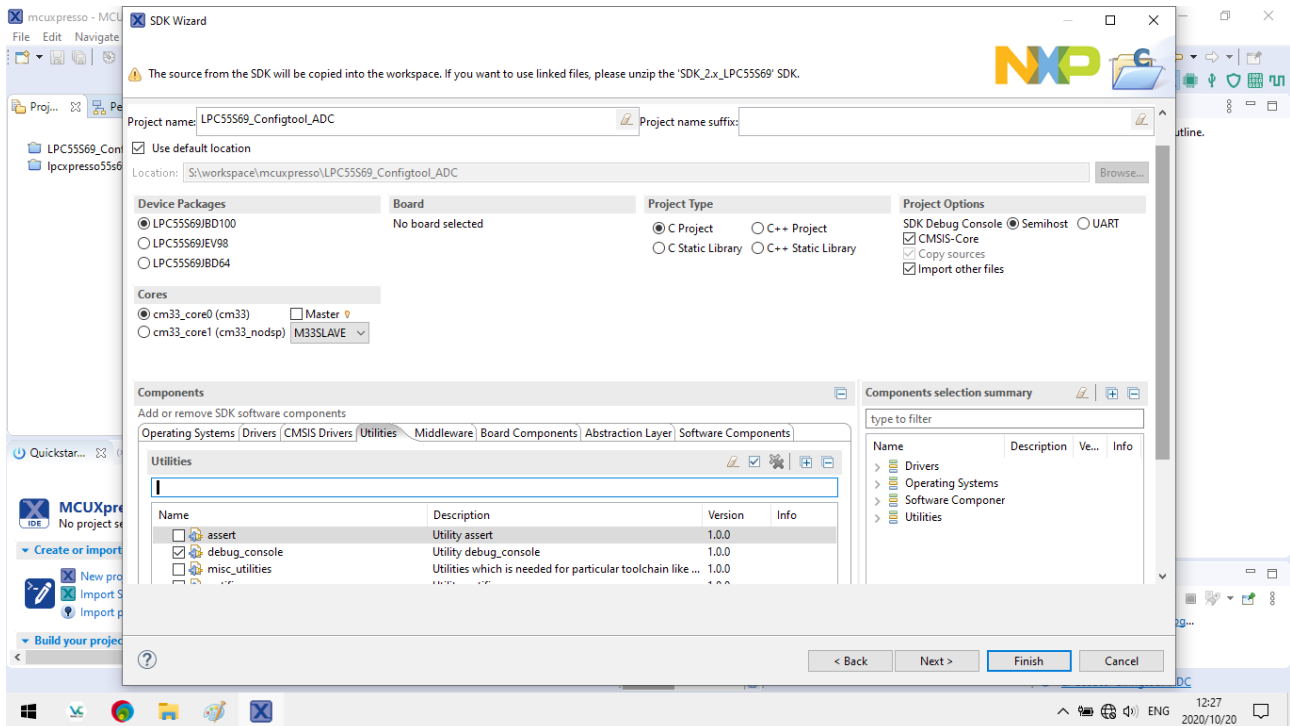 mcuxpresso - MCU
SDK Wizard
File Edit Navigate
The source from the SDK will be copied into the workspace. If you want to use linked files, please unzip the 'SDK_2.x_LPC55S69' SDK.
NXP
C
Proj... Pe
Project name: LPC55S69_Configtool_ADC Project name suffix:
Use default location
Location: S:\workspace\mcuxpresso\LPC55S69_Configtool_ADC Browse...
utline.
LPC55S69_Conf
lpcxpresso55s6
Device Packages Board Project Type Project Options
LPC55S69JBD100 No board selected C Project C++ Project SDK Debug Console Semihost UART
LPC55S69JEV98 C Static Library C++ Static Library CMSIS-Core
LPC55S69JBD64 Copy sources
Import other files
Cores
cm33_core0 (cm33) Master
cm33_core1 (cm33_nodsp) M33SLAVE
Components Components selection summary
Add or remove SDK software components
type to filter
Operating Systems Drivers CMSIS Drivers Utilities Middleware Board Components Abstraction Layer Software Components
Name Description Ve... Info
Quickstar...
Utilities
Drivers
Operating Systems
Software Componer
Utilities
MCUXpre
IDE No project se
Name Description Version Info
assert Utility assert 1.0.0
debug_console Utility debug_console 1.0.0
misc_utilities Utilities which is needed for particular toolchain like ... 1.0.0
Create or import
New pro
Import S
Import p
Build your projec
< Back Next > Finish Cancel
ENG 12:27
2020/10/20